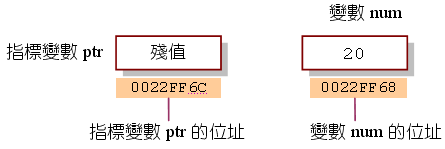 變數 num
指標變數 ptr
殘值
20
0022FF6C
0022FF68
指標變數 ptr 的位址
變數 num 的位址